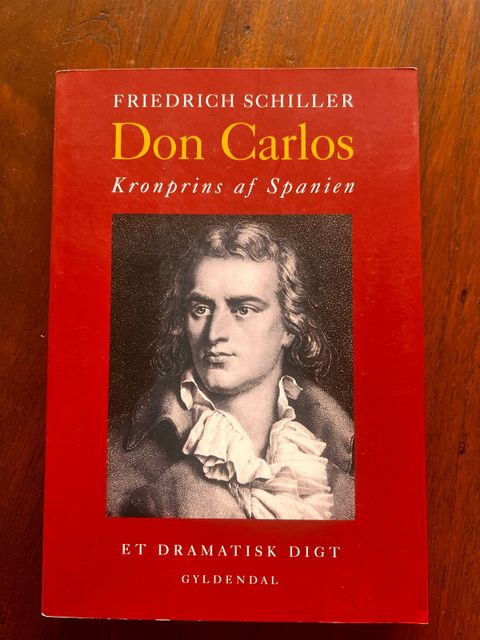 FRIEDRICH SCHILLER
Don Carlos
Kronprins af Spanien
ET DRAMATISK DIGT
GYLDENDAL